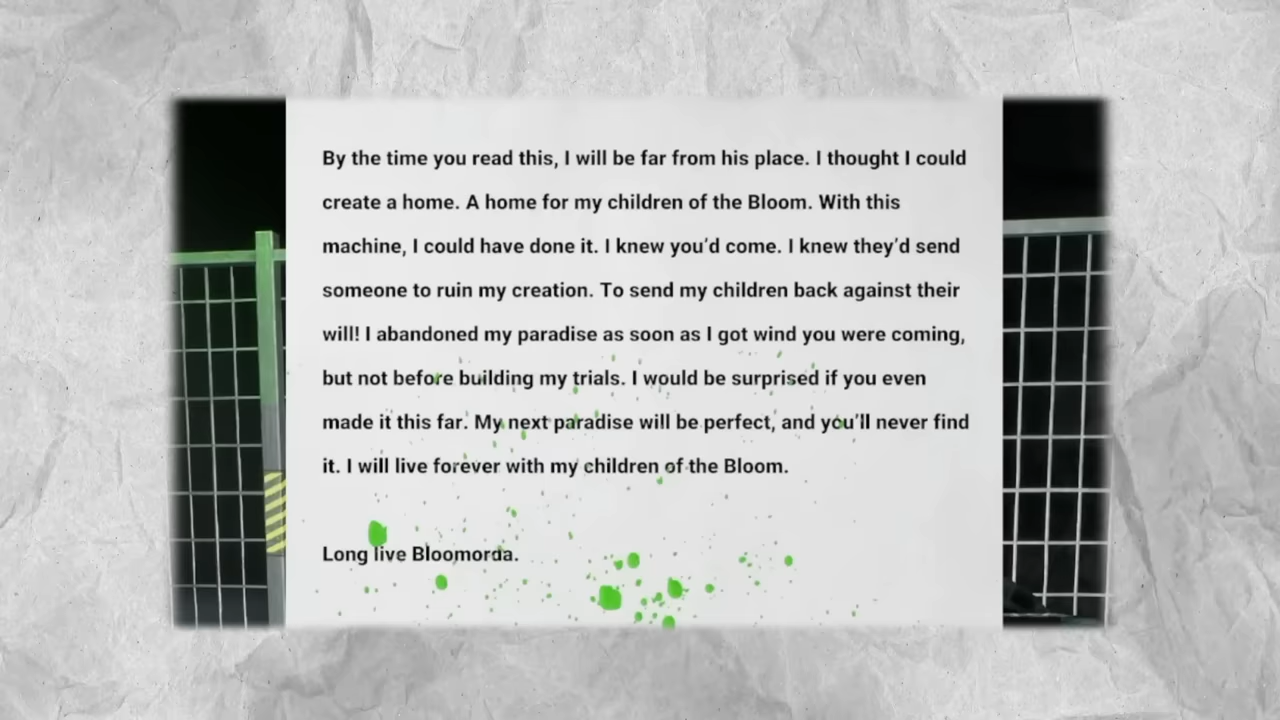 By the time you read this, I will be far from his place. I thought I could
create a home. A home for my children of the Bloom. With this
machine, I could have done it. I knew you'd come. I knew they'd send
someone to ruin my creation. To send my children back against their
will! I abandoned my paradise as soon as I got wind you were coming,
but not before building my trials. I would be surprised if you even
made it this far. My next paradise will be perfect, and you'll never find
it. I will live forever with my children of the Bloom.
Long live Bloomorda.